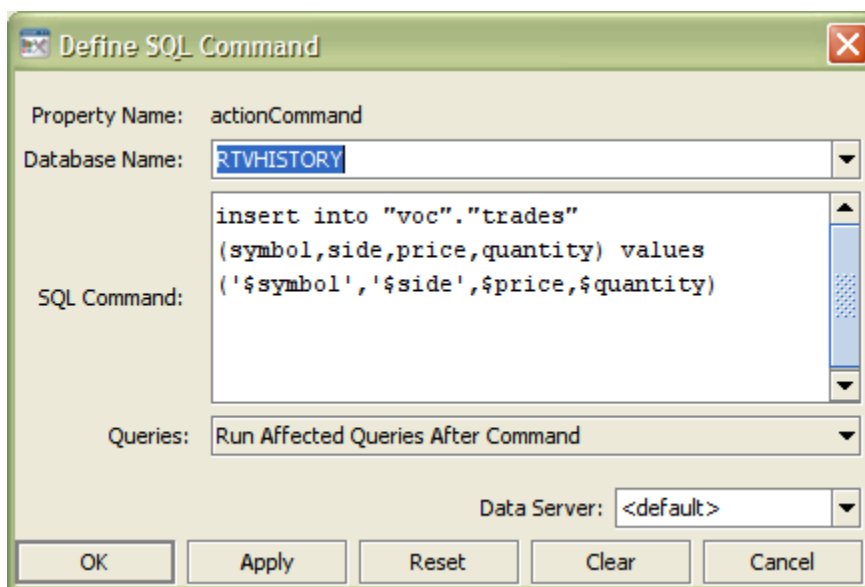 Define SQL Command
Property Name: actionCommand
Database Name: RTVHISTORY
SQL Command:
insert into "voc"."trades"
(symbol,side,price,quantity) values
('$symbol','$side',$price,$quantity)
Queries: Run Affected Queries After Command
Data Server: <default>
OK Apply Reset Clear Cancel